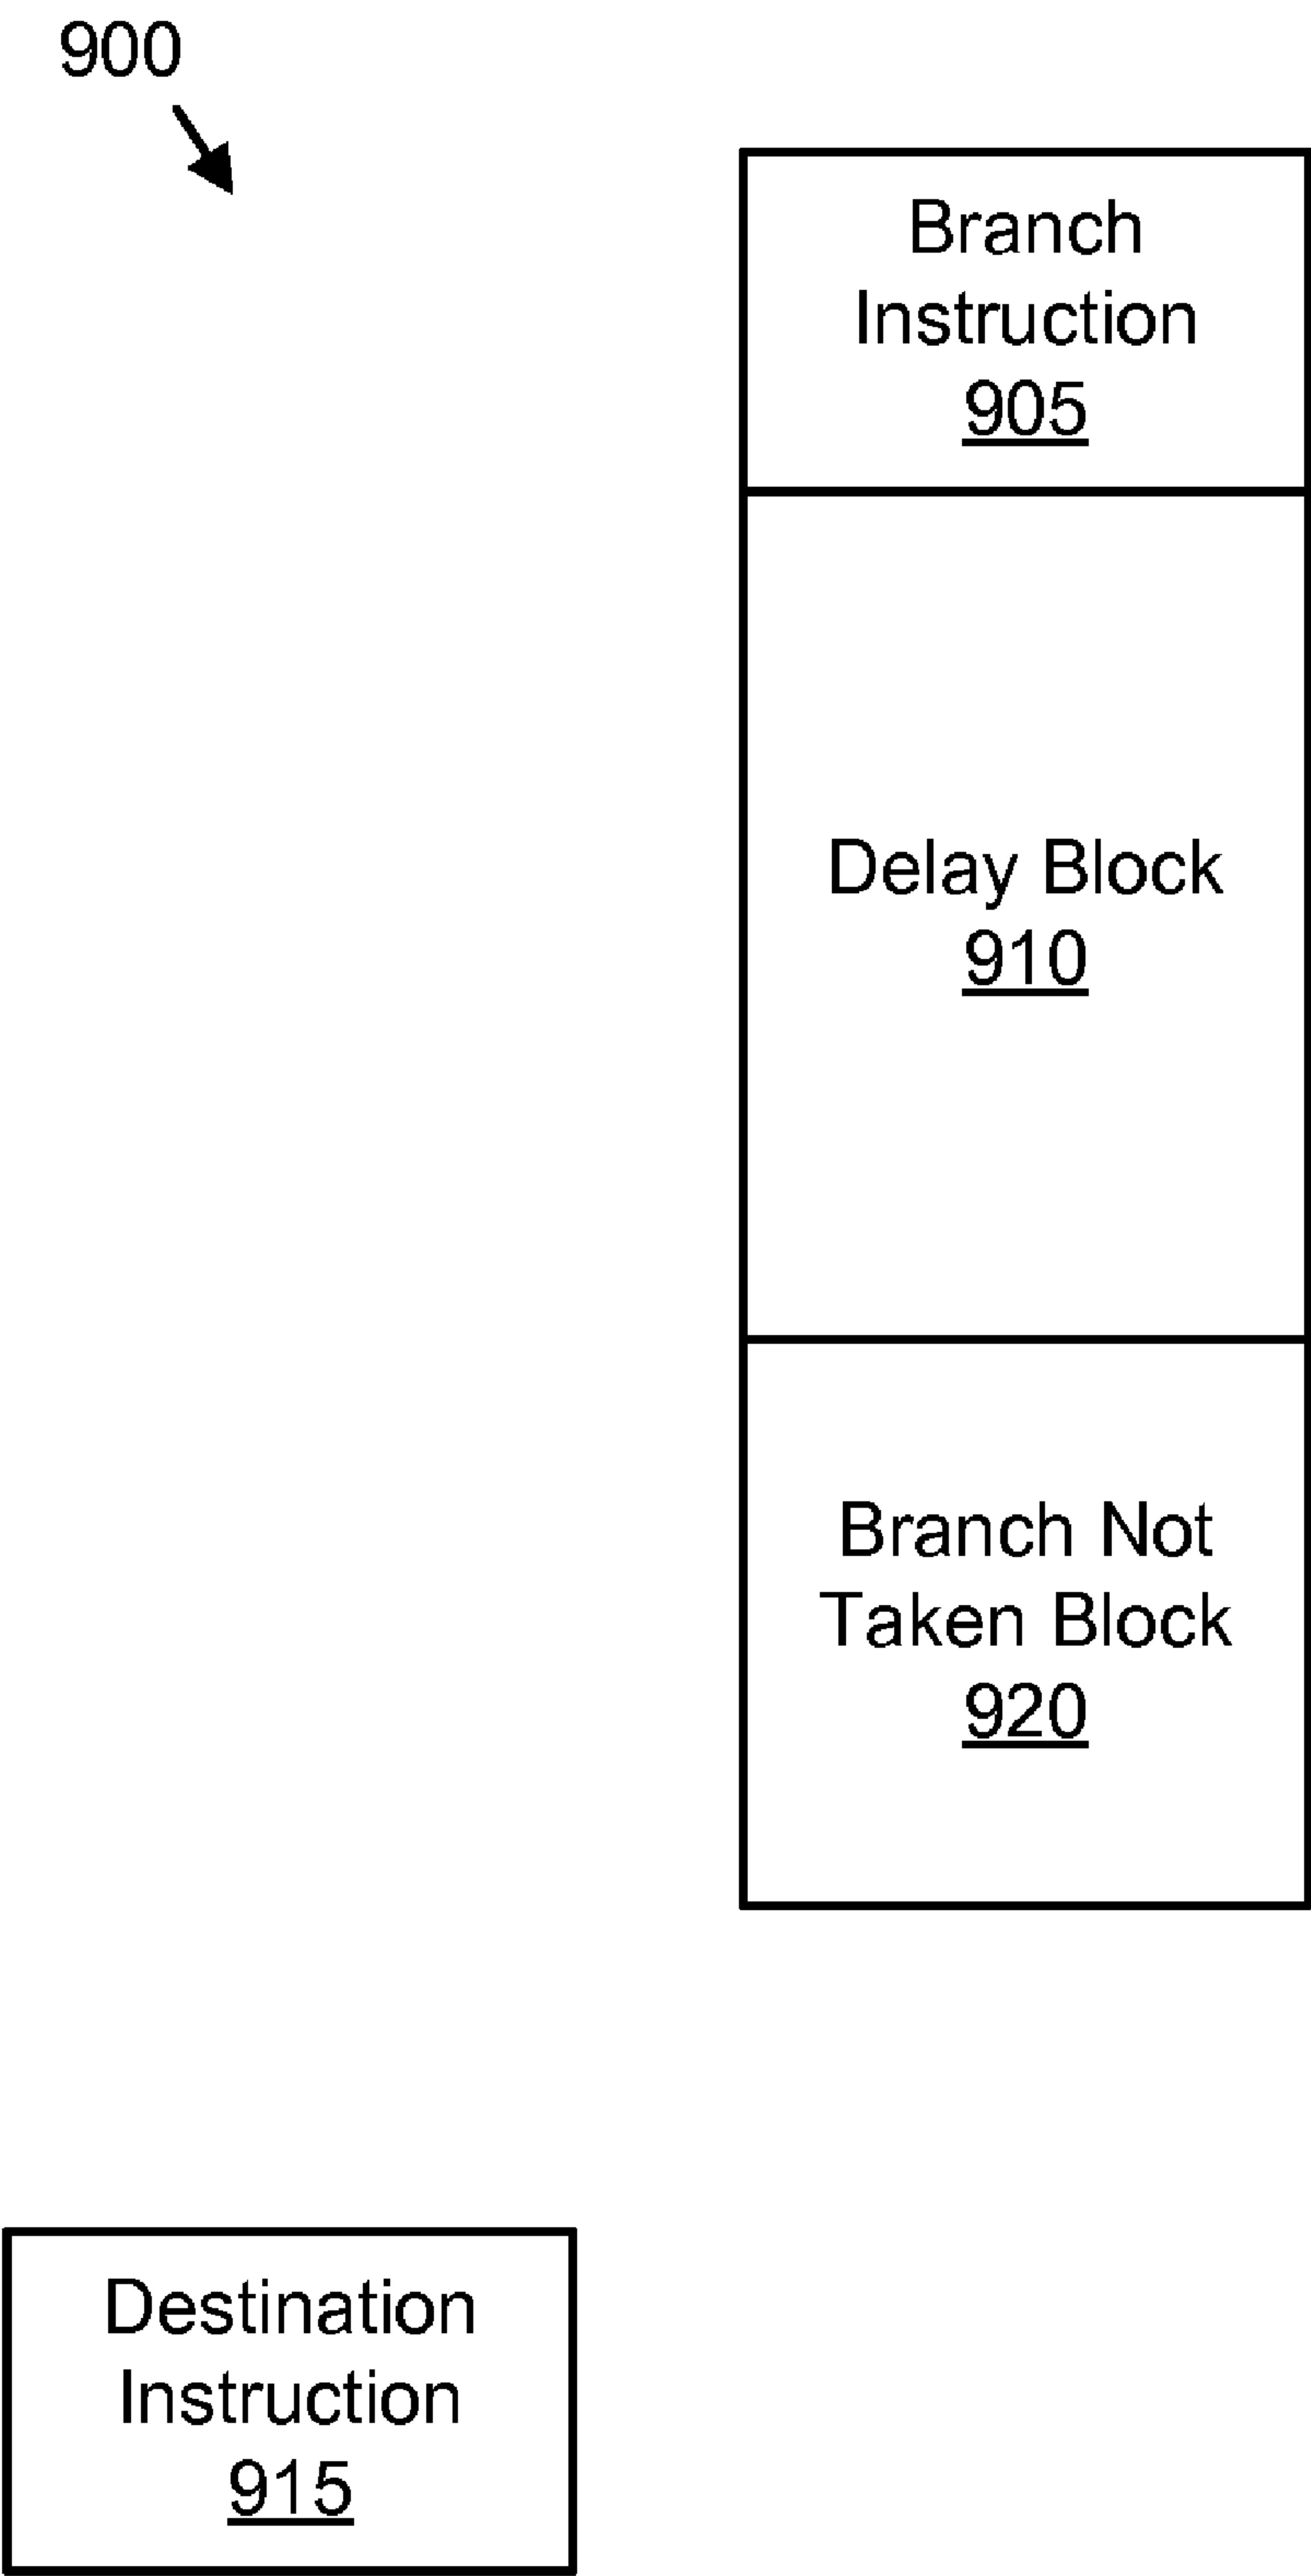 900
Branch
Instruction
905
Delay Block
910
Branch Not
Taken Block
920
Destination
Instruction
915